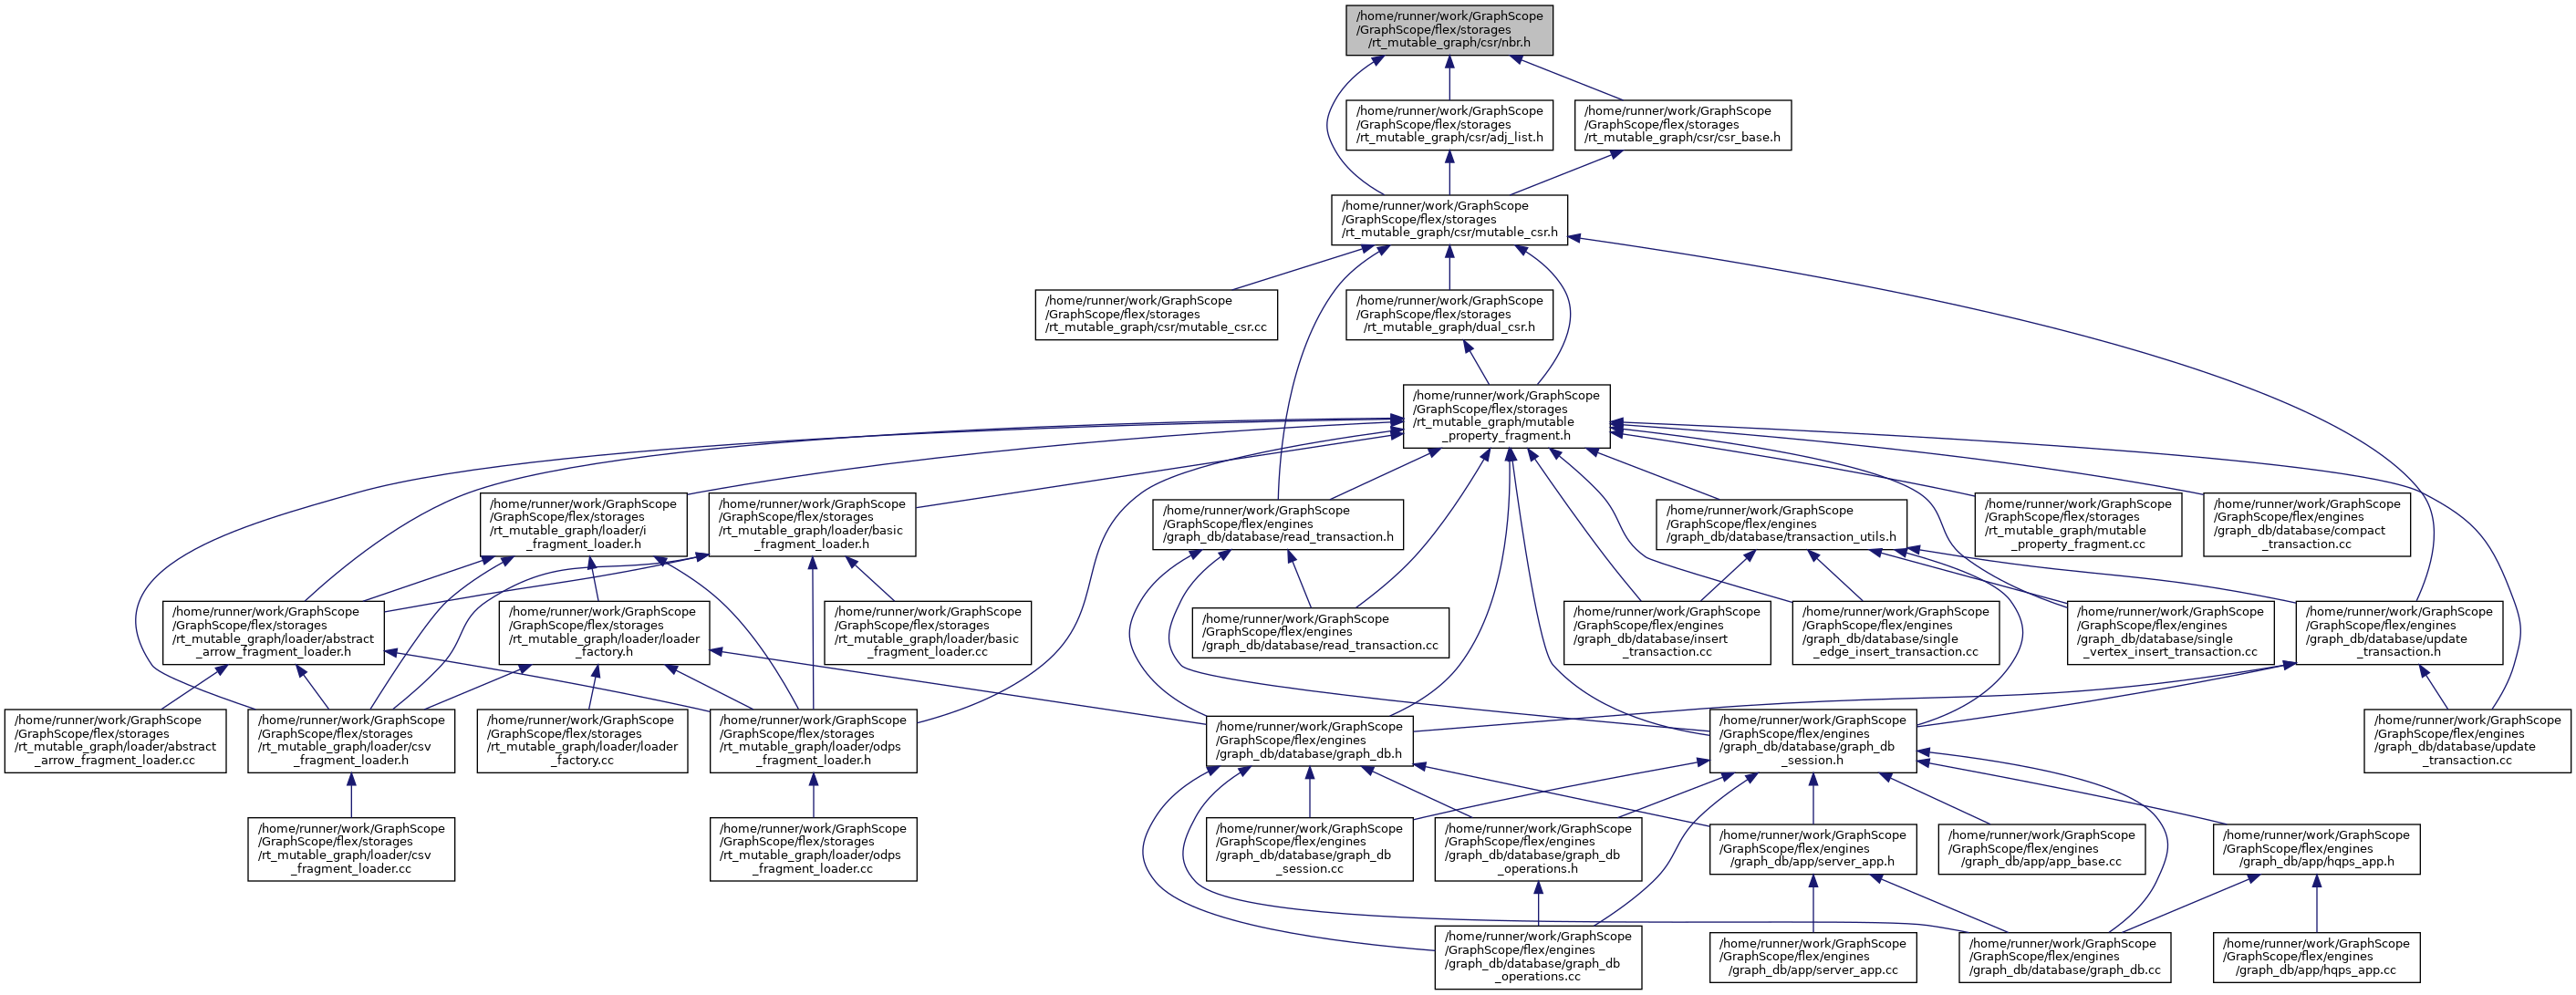 /home/runner/work/GraphScope
/GraphScope/flex/storages
/rt_mutable_graph/csr/nbr.h
/home/runner/work/GraphScope
/GraphScope/flex/storages
/rt_mutable_graph/csr/adj_list.h
/home/runner/work/GraphScope
/GraphScope/flex/storages
/rt_mutable_graph/csr/csr_base.h
/home/runner/work/GraphScope
/GraphScope/flex/storages
/rt_mutable_graph/csr/mutable_csr.h
/home/runner/work/GraphScope
/GraphScope/flex/storages
/rt_mutable_graph/csr/mutable_csr.cc
/home/runner/work/GraphScope
/GraphScope/flex/storages
/rt_mutable_graph/dual_csr.h
/home/runner/work/GraphScope
/GraphScope/flex/storages
/rt_mutable_graph/mutable
_property_fragment.h
/home/runner/work/GraphScope
/GraphScope/flex/storages
/rt_mutable_graph/loader/i
_fragment_loader.h
/home/runner/work/GraphScope
/GraphScope/flex/storages
/rt_mutable_graph/loader/basic
_fragment_loader.h
/home/runner/work/GraphScope
/GraphScope/flex/engines
/graph_db/database/read_transaction.h
/home/runner/work/GraphScope
/GraphScope/flex/engines
/graph_db/database/transaction_utils.h
/home/runner/work/GraphScope
/GraphScope/flex/storages
/rt_mutable_graph/mutable
_property_fragment.cc
/home/runner/work/GraphScope
/GraphScope/flex/engines
/graph_db/database/compact
_transaction.cc
/home/runner/work/GraphScope
/GraphScope/flex/storages
/rt_mutable_graph/loader/abstract
_arrow_fragment_loader.h
/home/runner/work/GraphScope
/GraphScope/flex/storages
/rt_mutable_graph/loader/loader
_factory.h
/home/runner/work/GraphScope
/GraphScope/flex/storages
/rt_mutable_graph/loader/basic
_fragment_loader.cc
/home/runner/work/GraphScope
/GraphScope/flex/engines
/graph_db/database/read_transaction.cc
/home/runner/work/GraphScope
/GraphScope/flex/engines
/graph_db/database/insert
_transaction.cc
/home/runner/work/GraphScope
/GraphScope/flex/engines
/graph_db/database/single
_edge_insert_transaction.cc
/home/runner/work/GraphScope
/GraphScope/flex/engines
/graph_db/database/single
_vertex_insert_transaction.cc
/home/runner/work/GraphScope
/GraphScope/flex/engines
/graph_db/database/update
_transaction.h
/home/runner/work/GraphScope
/GraphScope/flex/storages
/rt_mutable_graph/loader/abstract
_arrow_fragment_loader.cc
/home/runner/work/GraphScope
/GraphScope/flex/storages
/rt_mutable_graph/loader/csv
_fragment_loader.h
/home/runner/work/GraphScope
/GraphScope/flex/storages
/rt_mutable_graph/loader/loader
_factory.cc
/home/runner/work/GraphScope
/GraphScope/flex/storages
/rt_mutable_graph/loader/odps
_fragment_loader.h
/home/runner/work/GraphScope
/GraphScope/flex/engines
/graph_db/database/graph_db.h
/home/runner/work/GraphScope
/GraphScope/flex/engines
/graph_db/database/graph_db
_session.h
/home/runner/work/GraphScope
/GraphScope/flex/engines
/graph_db/database/update
_transaction.cc
/home/runner/work/GraphScope
/GraphScope/flex/storages
/rt_mutable_graph/loader/csv
_fragment_loader.cc
/home/runner/work/GraphScope
/GraphScope/flex/storages
/rt_mutable_graph/loader/odps
_fragment_loader.cc
/home/runner/work/GraphScope
/GraphScope/flex/engines
/graph_db/database/graph_db
_session.cc
/home/runner/work/GraphScope
/GraphScope/flex/engines
/graph_db/database/graph_db
_operations.h
/home/runner/work/GraphScope
/GraphScope/flex/engines
/graph_db/app/server_app.h
/home/runner/work/GraphScope
/GraphScope/flex/engines
/graph_db/app/app_base.cc
/home/runner/work/GraphScope
/GraphScope/flex/engines
/graph_db/app/hqps_app.h
/home/runner/work/GraphScope
/GraphScope/flex/engines
/graph_db/database/graph_db
_operations.cc
/home/runner/work/GraphScope
/GraphScope/flex/engines
/graph_db/app/server_app.cc
/home/runner/work/GraphScope
/GraphScope/flex/engines
/graph_db/database/graph_db.cc
/home/runner/work/GraphScope
/GraphScope/flex/engines
/graph_db/app/hqps_app.cc